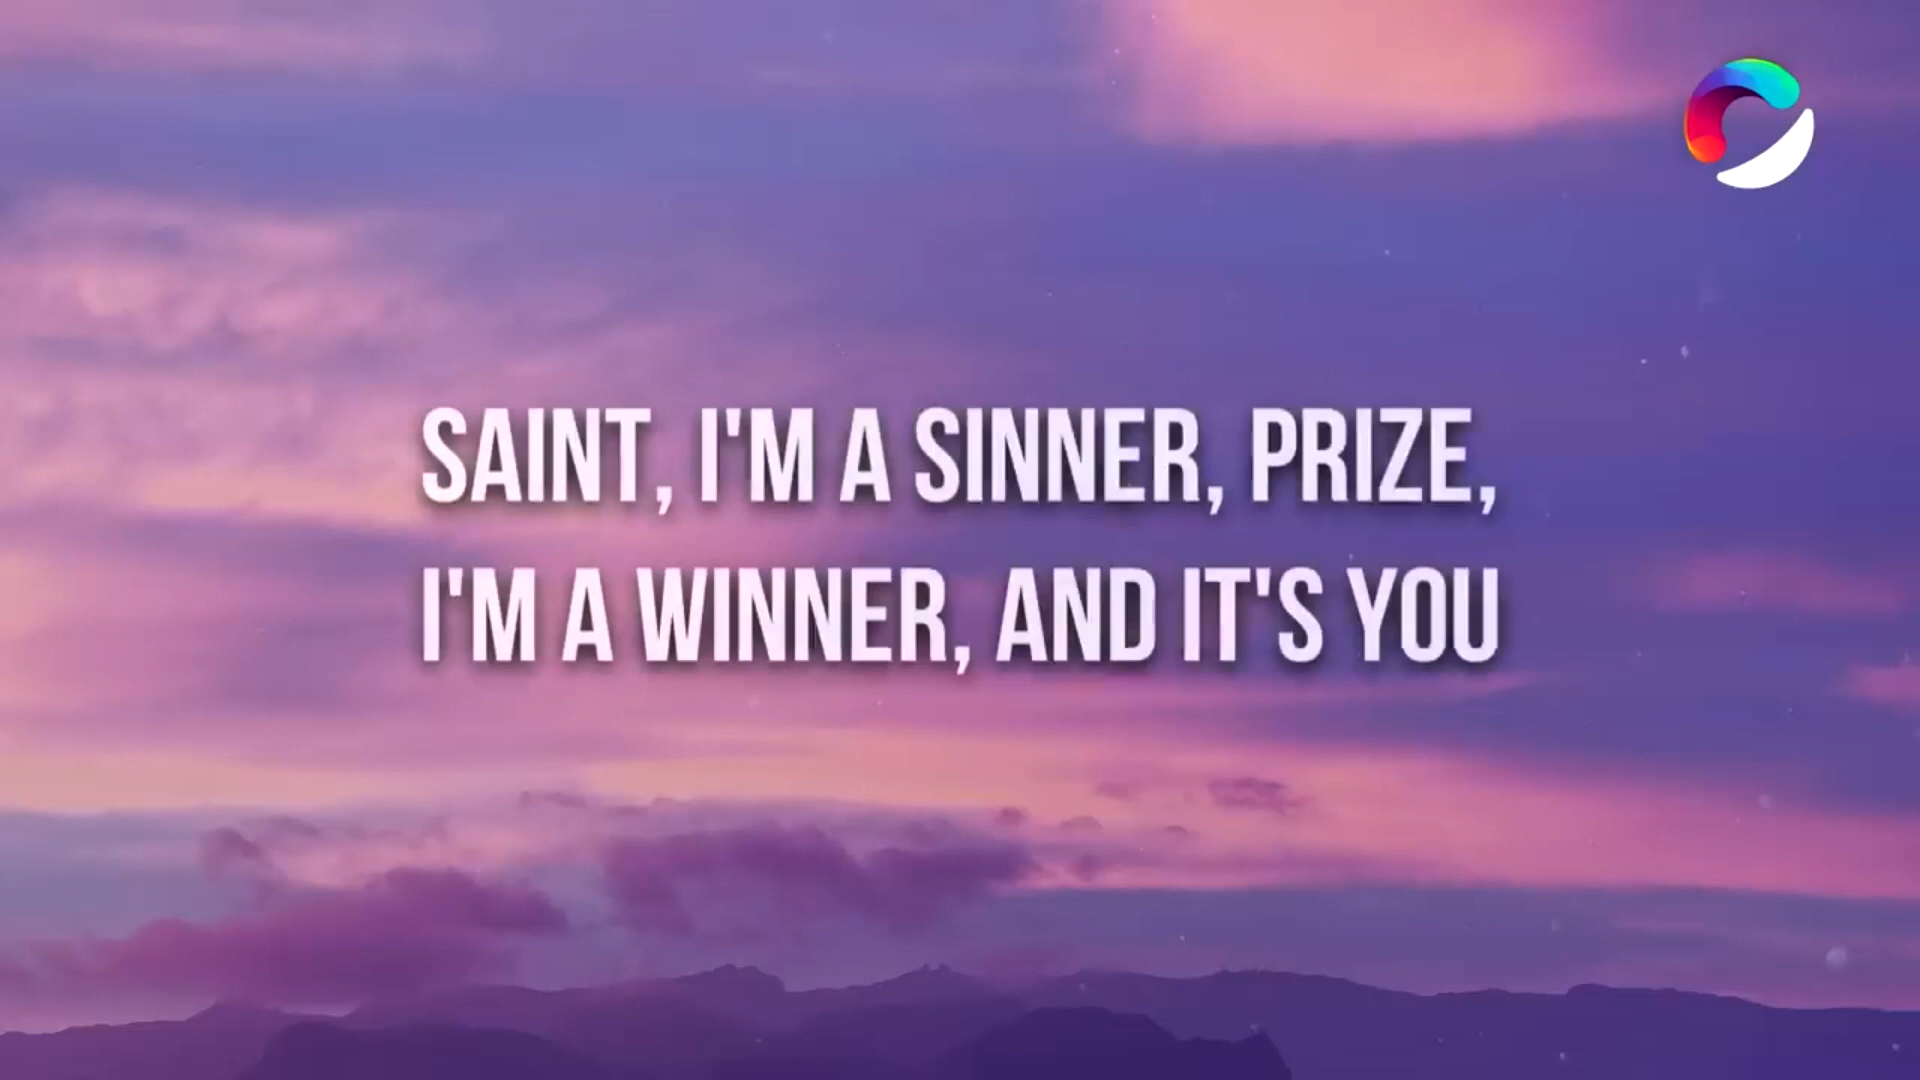 SAINT, I'M A SINNER, PRIZE,
I'M A WINNER, AND IT'S YOU